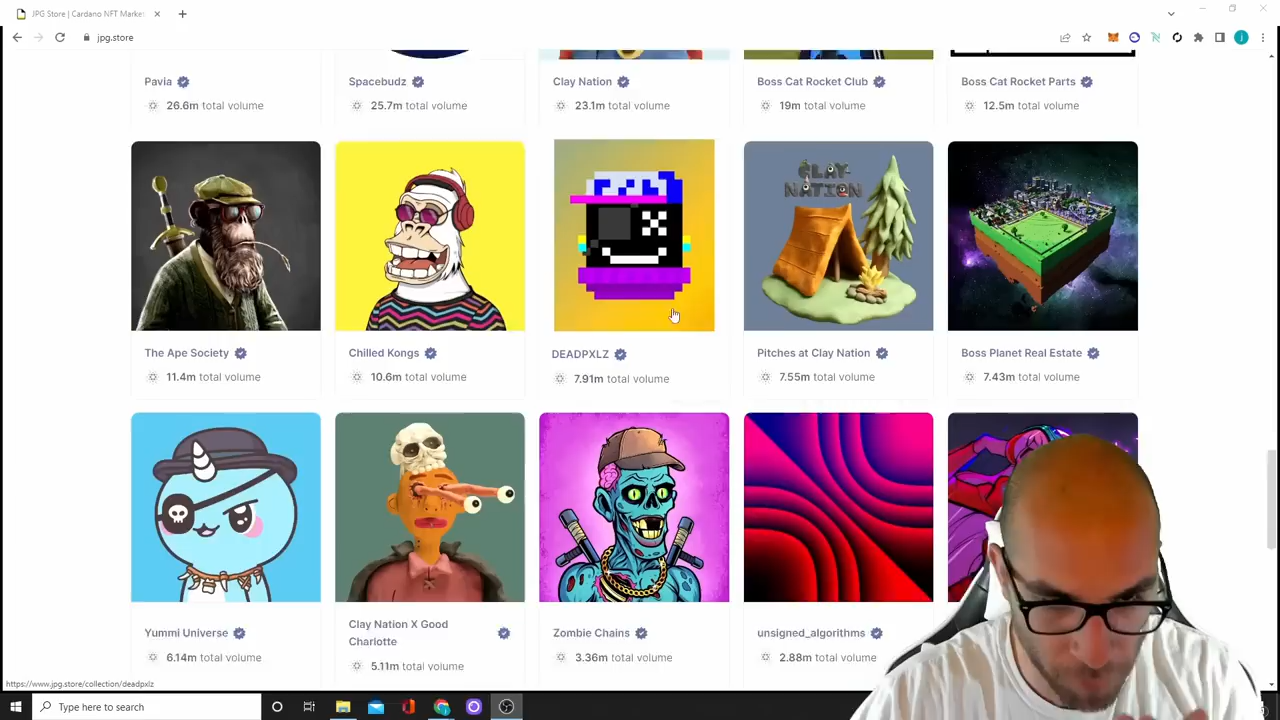 JPG Store | Cardano NFT Marke
jpg.store
Pavia
26.6m total volume
Spacebudz
25.7m total volume
Clay Nation
23.1m total volume
Boss Cat Rocket Club
19m total volume
Boss Cat Rocket Parts
12.5m total volume
CLAY
NATION
The Ape Society
11.4m total volume
Chilled Kongs
10.6m total volume
DEADPXLZ
7.91m total volume
Pitches at Clay Nation
7.55m total volume
Boss Planet Real Estate
7.43m total volume
Yummi Universe
6.14m total volume
Clay Nation X Good
Charlotte
5.11m total volume
Zombie Chains
3.36m total volume
unsigned_algorithms
2.88m total volume
https://www.jpg.store/collection/deadpxlz
Type here to search